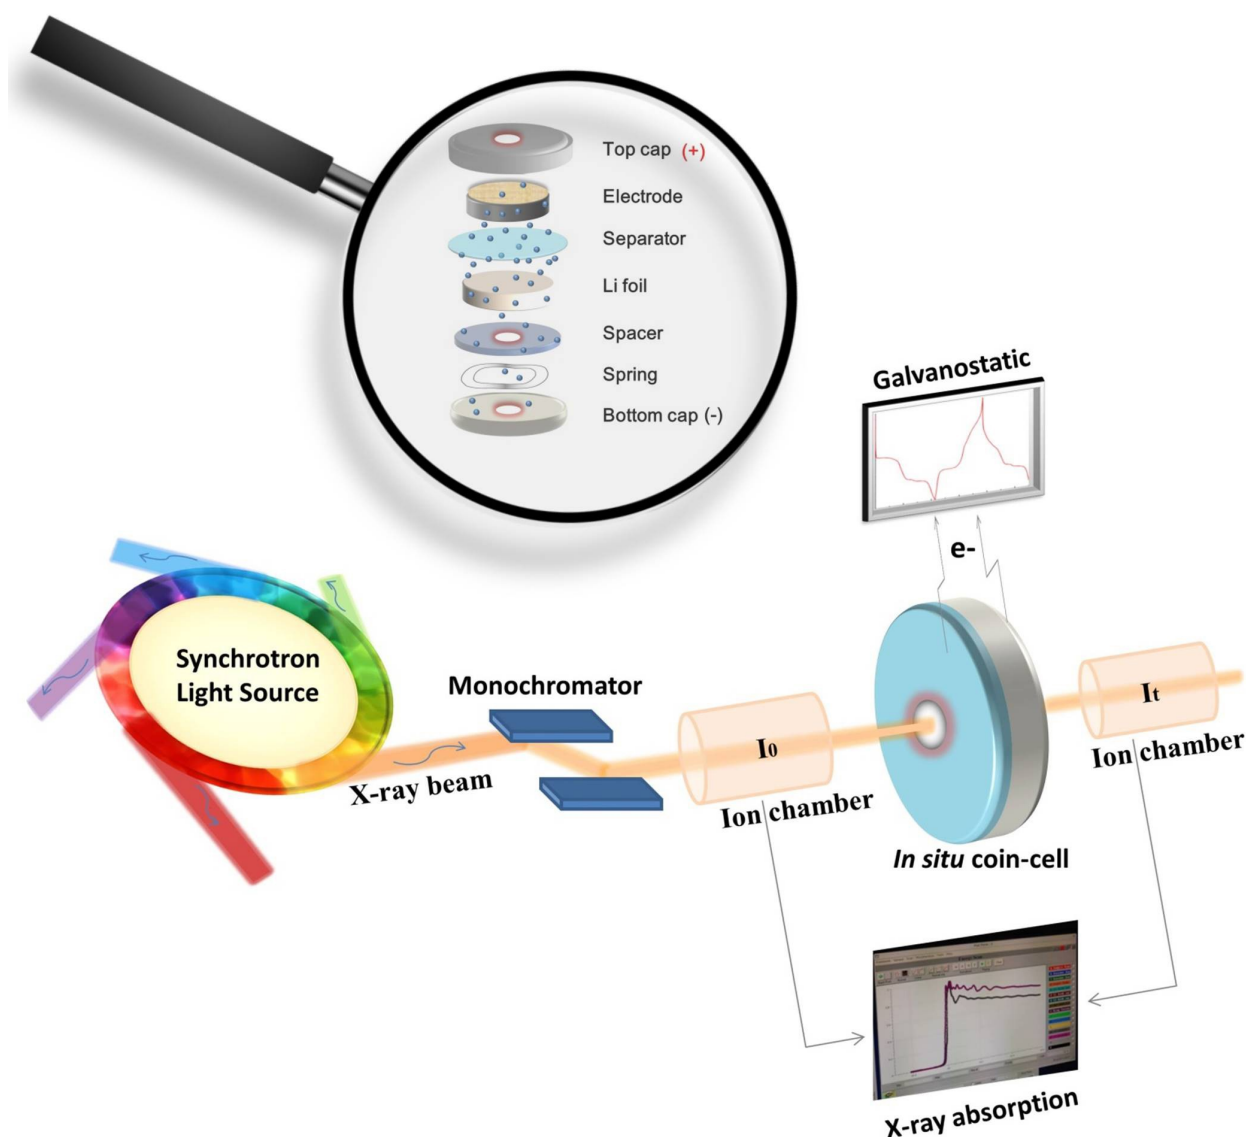 Top cap (+)
Electrode
Separator
Li foil
Spacer
Spring
Bottom cap (-)
Galvanostatic
e-
Synchrotron
Light Source
Monochromator
X-ray beam
I0
Ion chamber
It
Ion chamber
In situ coin-cell
X-ray absorption